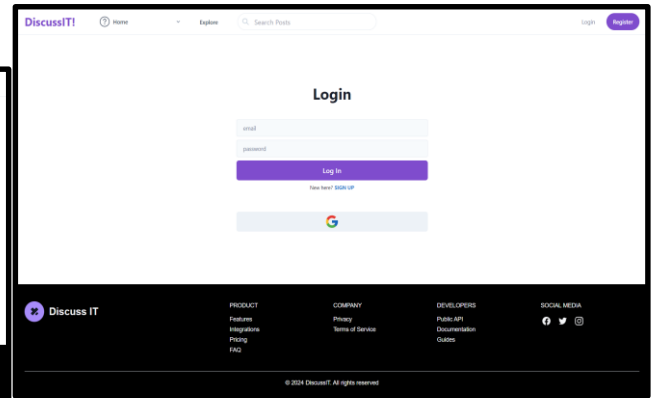 DiscussIT! Home Explore Search Posts Login Register
Login
email
password
Log In
New here? SIGN UP
Discuss IT
PRODUCT
Features
Integrations
Pricing
FAQ
COMPANY
Privacy
Terms of Service
DEVELOPERS
Public API
Documentation
Guides
SOCIAL MEDIA
© 2024 DiscussIT. All rights reserved